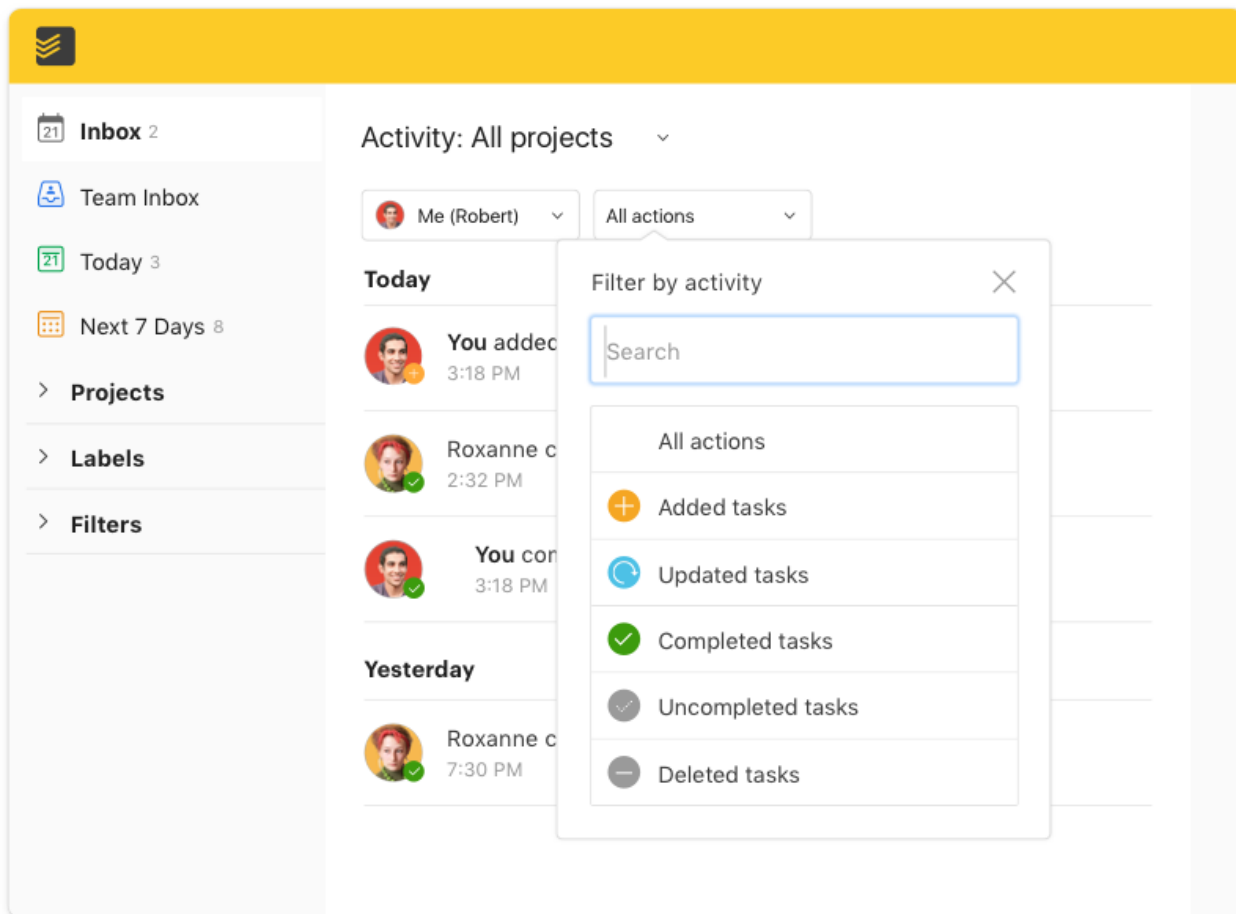 21 Inbox 2
Team Inbox
21 Today 3
Next 7 Days 8
Projects
Labels
Filters
Activity: All projects
Me (Robert) All actions
Today
You added
3:18 PM
Roxanne c
2:32 PM
You con
3:18 PM
Yesterday
Roxanne c
7:30 PM
Filter by activity
Search
All actions
Added tasks
Updated tasks
Completed tasks
Uncompleted tasks
Deleted tasks